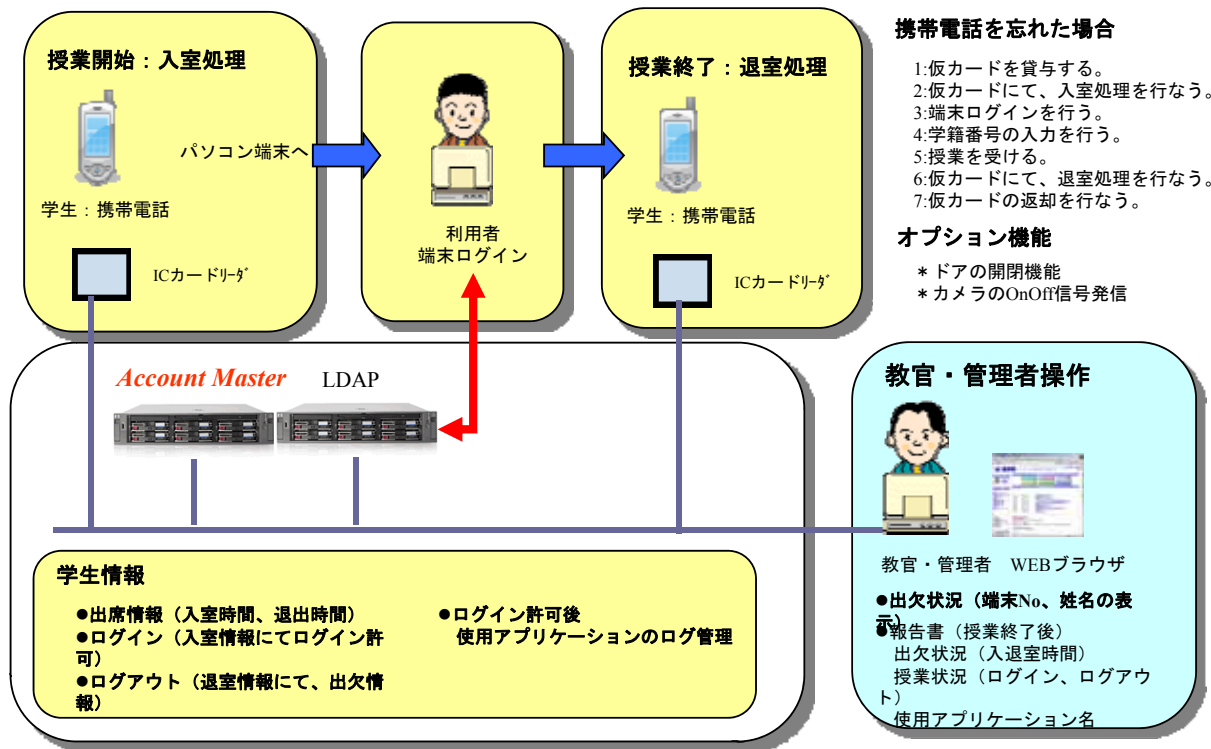 授業開始：入室処理
パソコン端末へ
学生：携帯電話
ICカードリーダ
利用者
端末ログイン
授業終了：退室処理
学生：携帯電話
ICカードリーダ
携帯電話を忘れた場合
1:仮カードを貸与する。
2:仮カードにて、入室処理を行なう。
3:端末ログインを行う。
4:学籍番号の入力を行う。
5:授業を受ける。
6:仮カードにて、退室処理を行なう。
7:仮カードの返却を行なう。
オプション機能
＊ドアの開閉機能
＊カメラのOnOff信号発信
Account Master
LDAP
学生情報
●出席情報（入室時間、退出時間）
●ログイン（入室情報にてログイン許
可）
●ログアウト（退室情報にて、出欠情
報）
●ログイン許可後
使用アプリケーションのログ管理
教官・管理者操作
教官・管理者　WEBブラウザ
●出欠状況（端末No、姓名の表
示）
●報告書（授業終了後）
出欠状況（入退室時間）
授業状況（ログイン、ログアウ
ト）
使用アプリケーション名